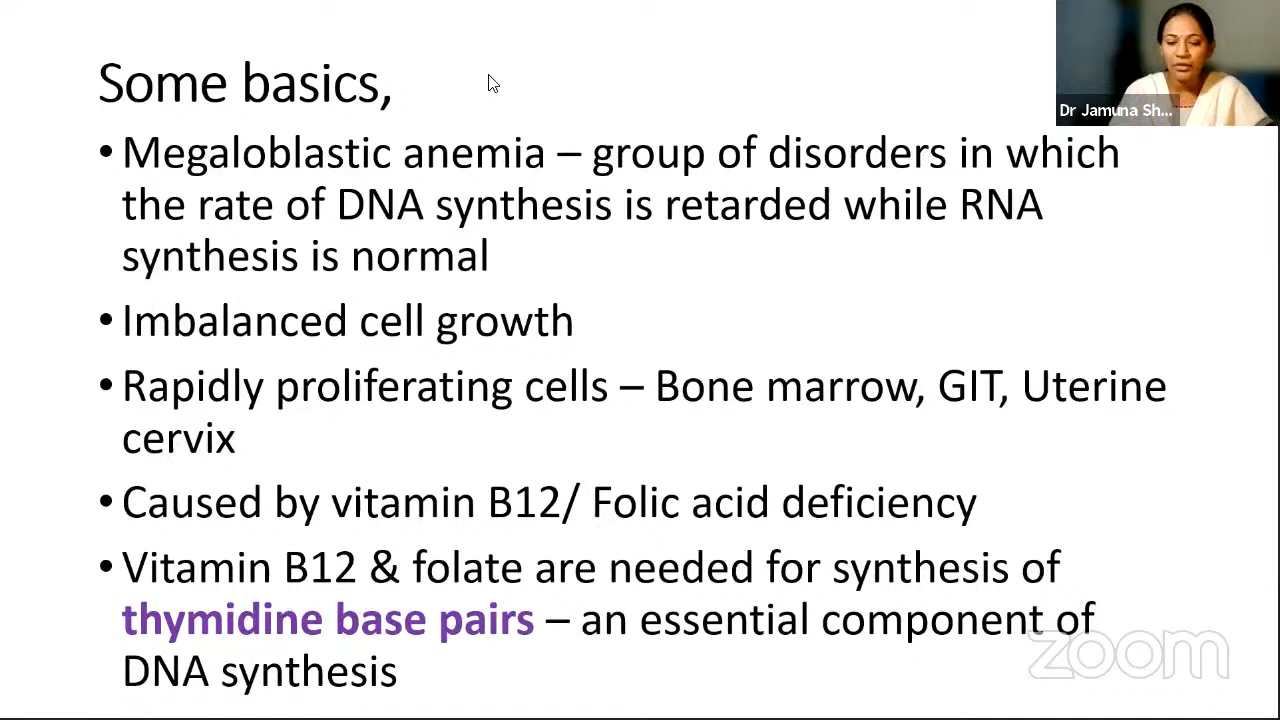 Some basics,
• Megaloblastic anemia – group of disorders in which
the rate of DNA synthesis is retarded while RNA
synthesis is normal
• Imbalanced cell growth
• Rapidly proliferating cells – Bone marrow, GIT, Uterine
cervix
• Caused by vitamin B12/ Folic acid deficiency
• Vitamin B12 & folate are needed for synthesis of
thymidine base pairs – an essential component of
DNA synthesis
Dr Jamuna Sh...
zoom